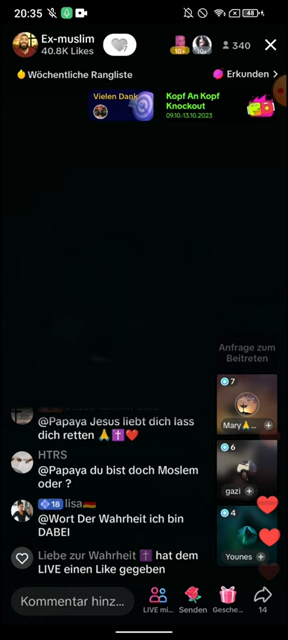 20:35
48
Ex-muslim
40.8K Likes
10+
10+
340
Wöchentliche Rangliste
Erkunden >
Vielen Dank
Kopf An Kopf
Knockout
09.10-13.10.2023
Anfrage zum
Beitreten
7
Mary🙏...
@Papaya Jesus liebt dich lass
dich retten 🙏✝️❤️
HTRS
@Papaya du bist doch Moslem
oder ?
6
gazi
18 lisa🇩🇪
@Wort Der Wahrheit ich bin
DABEI
4
Younes
Liebe zur Wahrheit ✝️ hat dem
LIVE einen Like gegeben
Kommentar hinz...
LIVE mi...
Senden
Gesche...
14